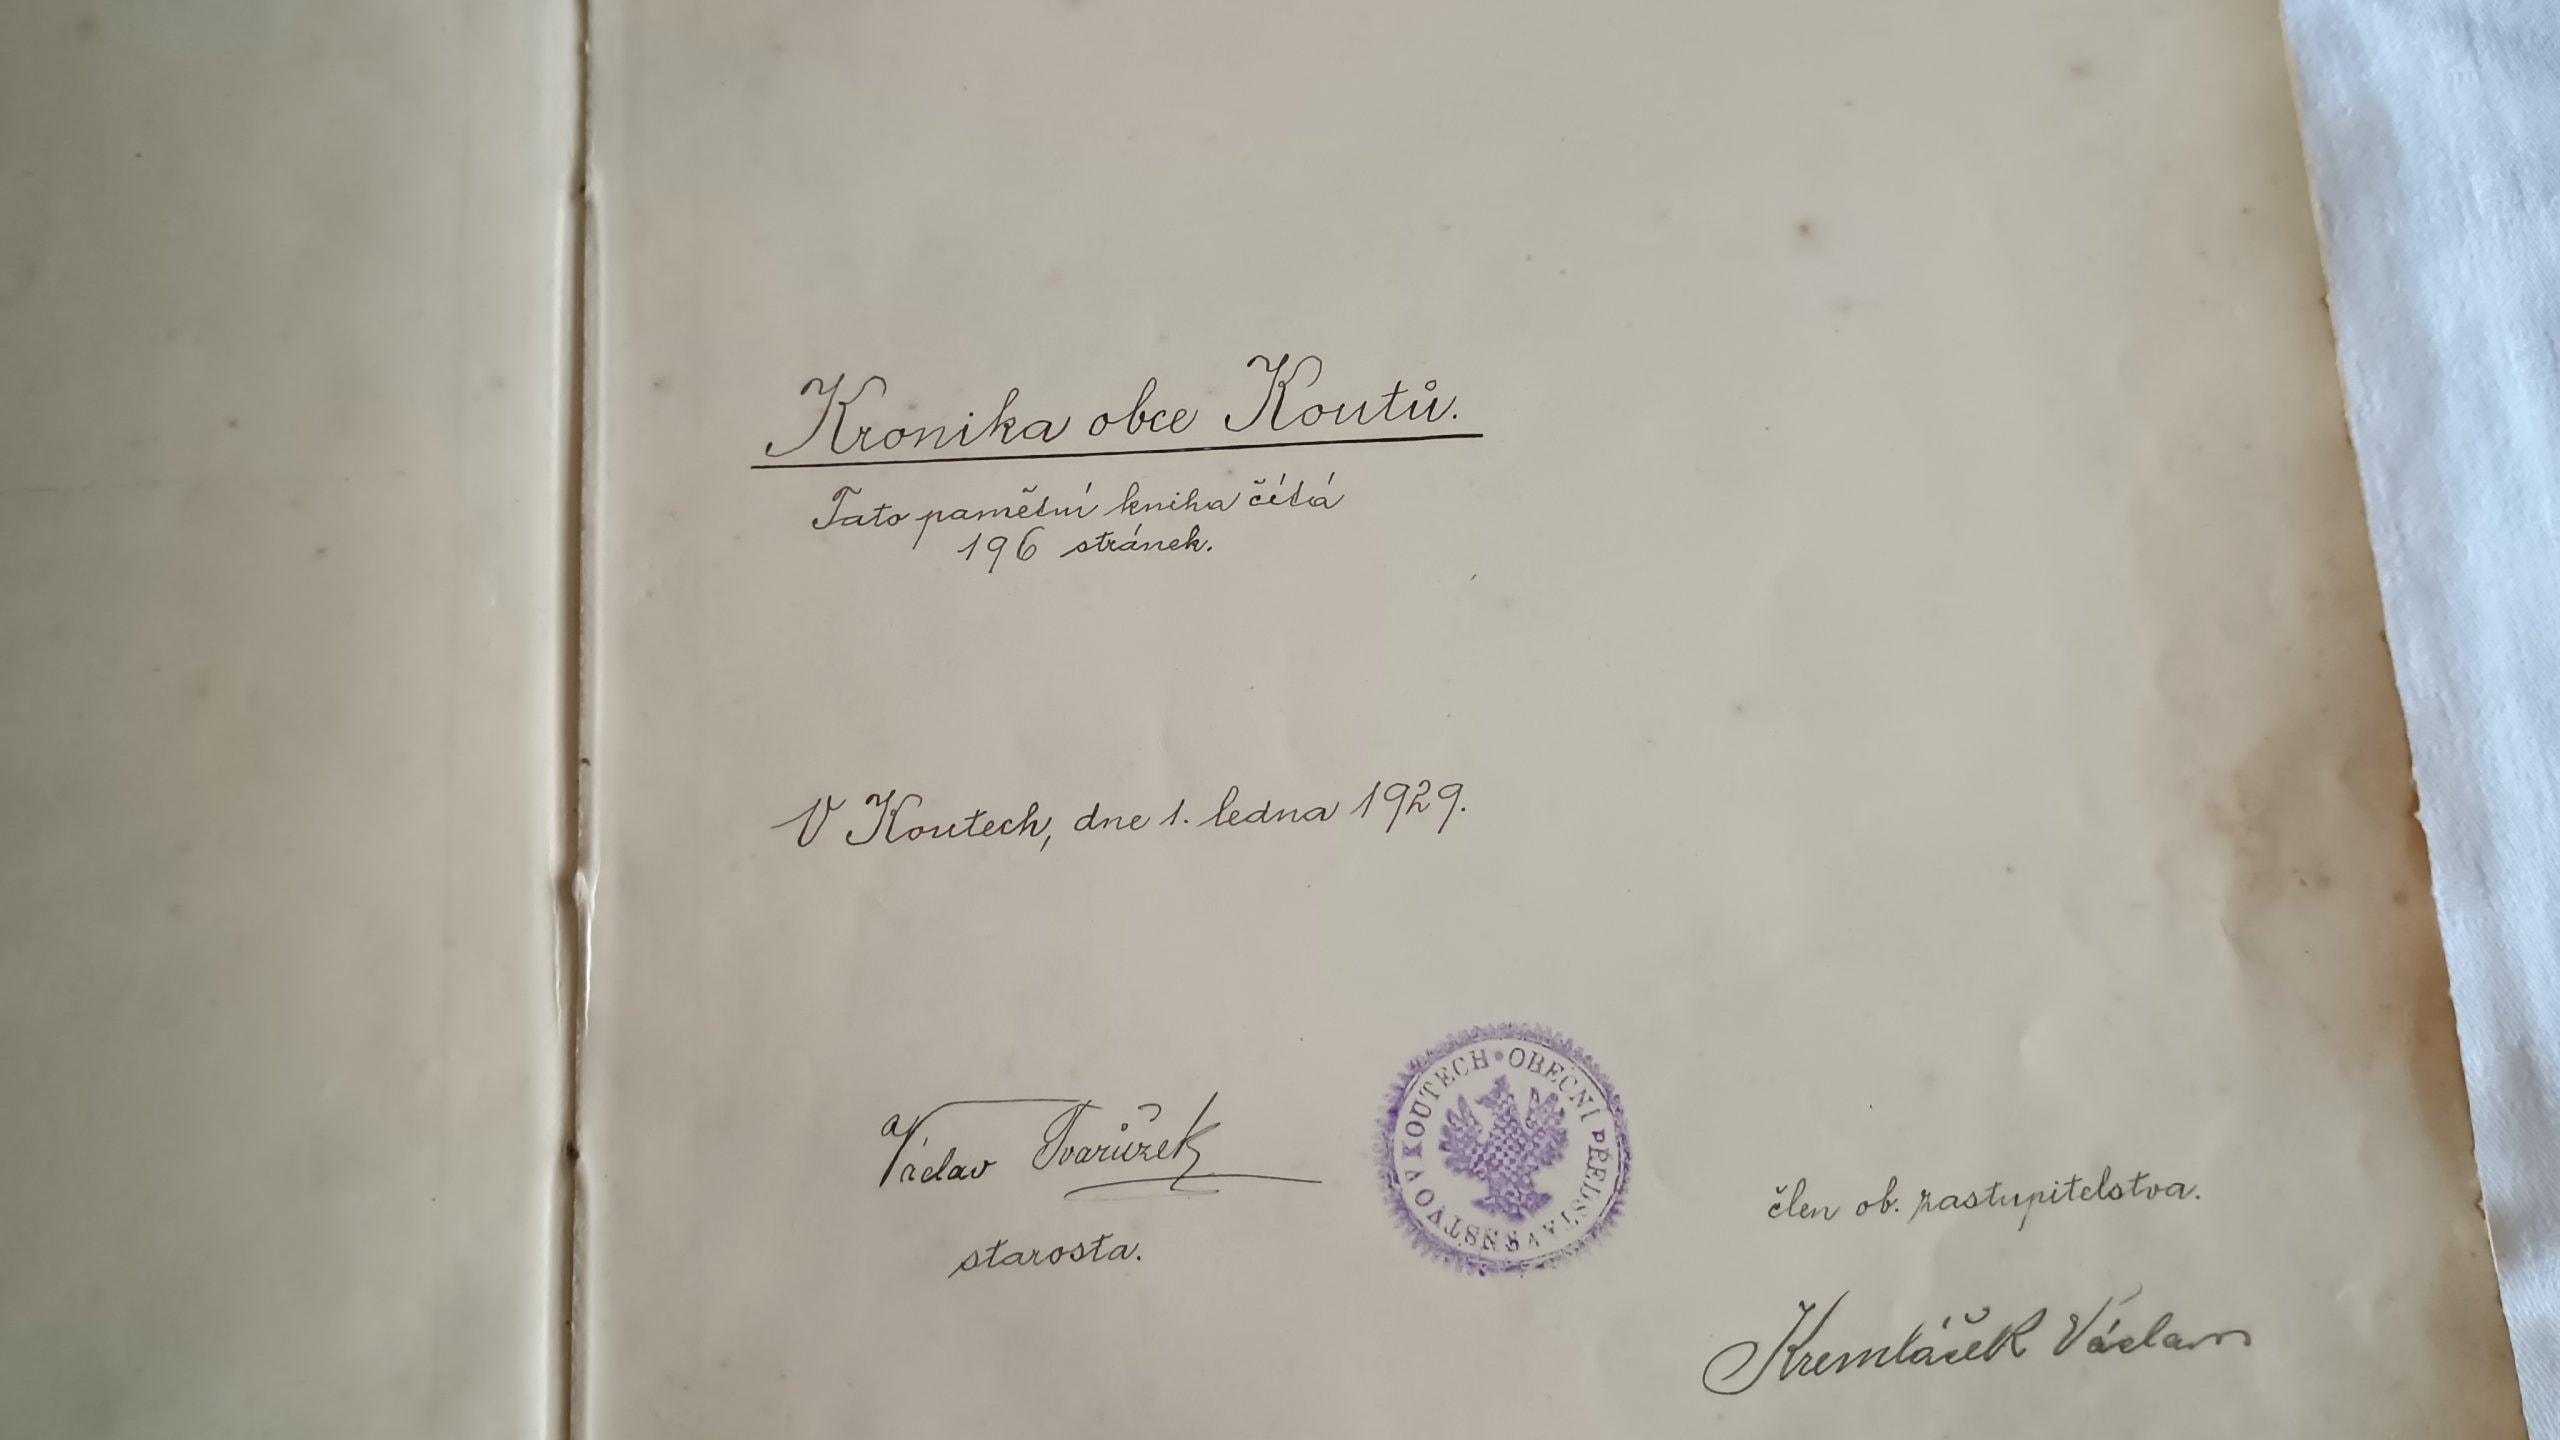 Kronika obce Koutů.
Tato pamětní kniha čítá
196 stránek.
V Koutech, dne 1. ledna 1929.
Václav Tvarůžek
starosta.
OBECNÍ PŘEDSTAVENSTVO V KOUTECH
člen ob. zastupitelstva.
Kremláček Václav